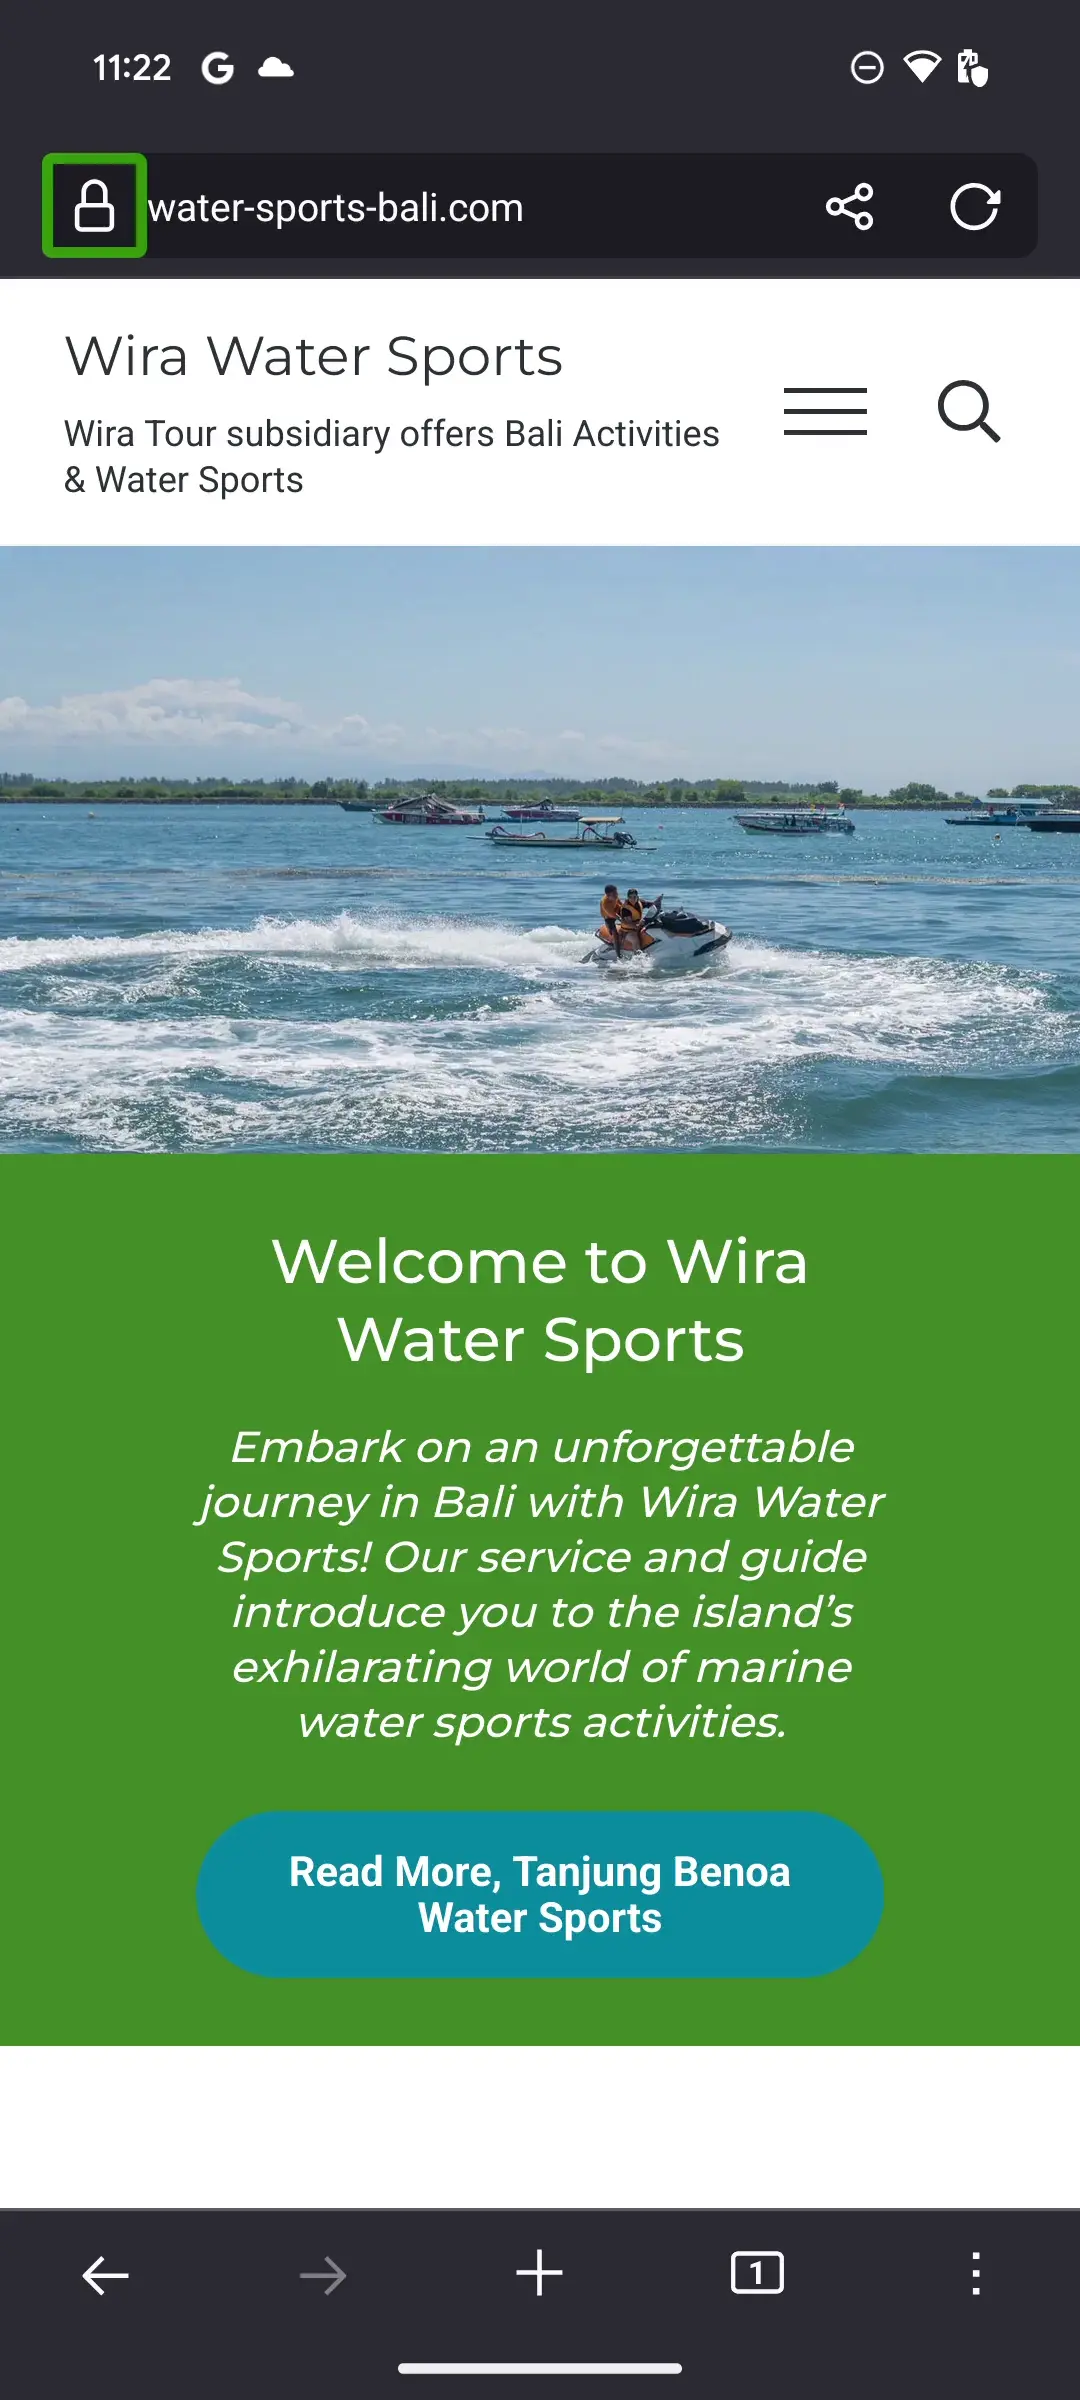 11:22
water-sports-bali.com
Wira Water Sports
Wira Tour subsidiary offers Bali Activities
& Water Sports
Welcome to Wira
Water Sports
Embark on an unforgettable
journey in Bali with Wira Water
Sports! Our service and guide
introduce you to the island’s
exhilarating world of marine
water sports activities.
Read More, Tanjung Benoa
Water Sports
1